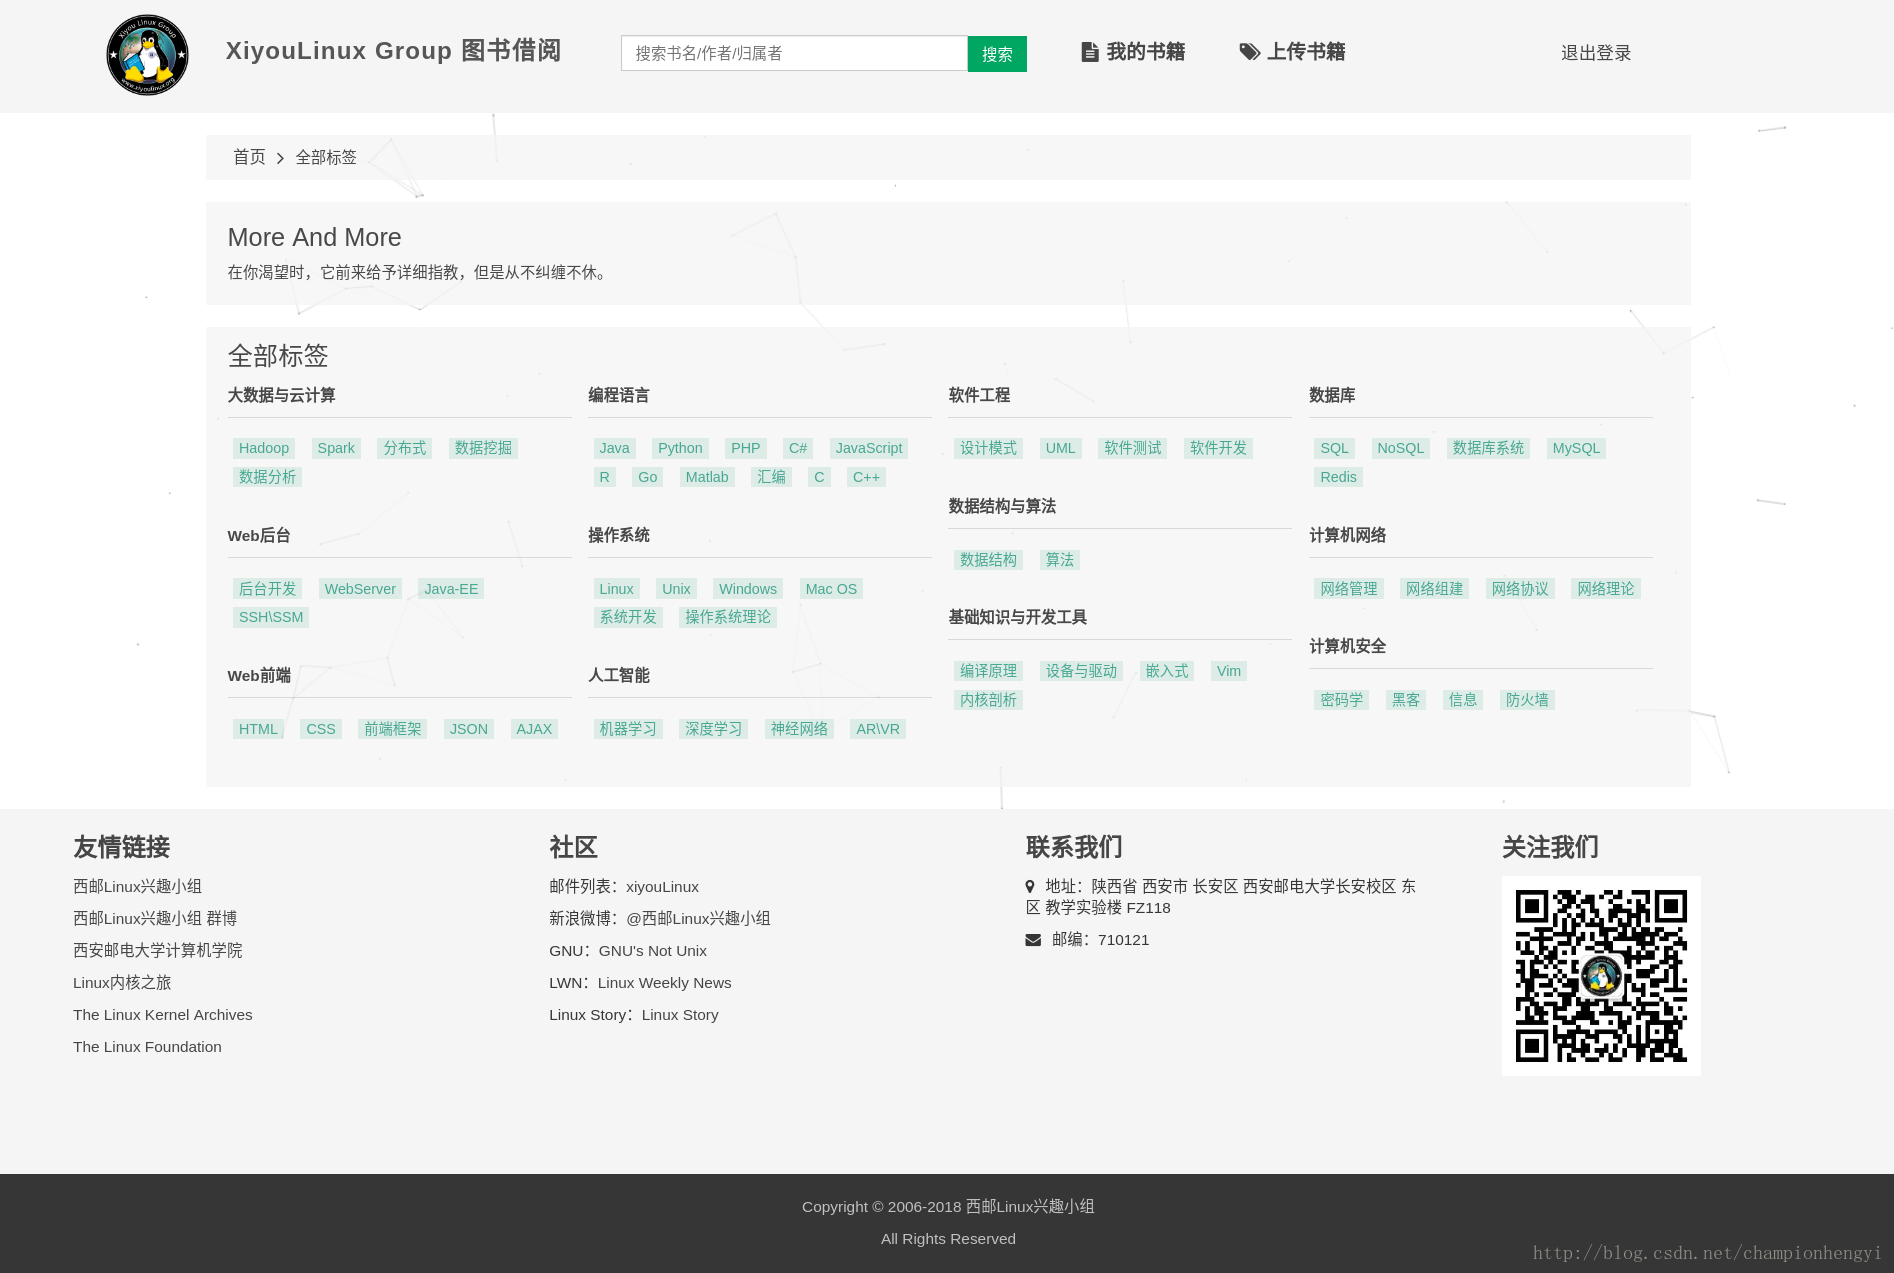 Xiyou Linux Group
www.xiyoulinux.org
XiyouLinux Group 图书借阅
搜索书名/作者/归属者
搜索
我的书籍
上传书籍
退出登录
首页 > 全部标签
More And More
在你渴望时，它前来给予详细指教，但是从不纠缠不休。
全部标签
大数据与云计算
Hadoop Spark 分布式 数据挖掘
数据分析
Web后台
后台开发 WebServer Java-EE
SSH\SSM
Web前端
HTML CSS 前端框架 JSON AJAX
编程语言
Java Python PHP C# JavaScript
R Go Matlab 汇编 C C++
操作系统
Linux Unix Windows Mac OS
系统开发 操作系统理论
人工智能
机器学习 深度学习 神经网络 AR\VR
软件工程
设计模式 UML 软件测试 软件开发
数据结构与算法
数据结构 算法
基础知识与开发工具
编译原理 设备与驱动 嵌入式 Vim
内核剖析
数据库
SQL NoSQL 数据库系统 MySQL
Redis
计算机网络
网络管理 网络组建 网络协议 网络理论
计算机安全
密码学 黑客 信息 防火墙
友情链接
西邮Linux兴趣小组
西邮Linux兴趣小组 群博
西安邮电大学计算机学院
Linux内核之旅
The Linux Kernel Archives
The Linux Foundation
社区
邮件列表：xiyouLinux
新浪微博：@西邮Linux兴趣小组
GNU：GNU's Not Unix
LWN：Linux Weekly News
Linux Story：Linux Story
联系我们
地址：陕西省 西安市 长安区 西安邮电大学长安校区 东
区 教学实验楼 FZ118
邮编：710121
关注我们
Copyright © 2006-2018 西邮Linux兴趣小组
All Rights Reserved
http://blog.csdn.net/championhengyi